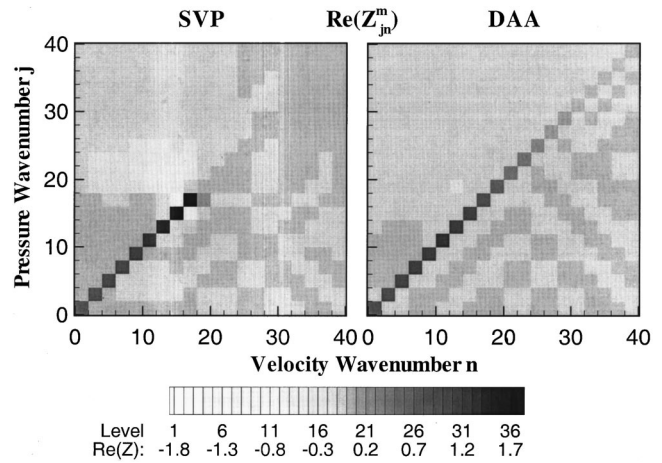 SVP Re(Z^m_jn) DAA
40
30
20
10
0
Pressure Wavenumber j
0 10 20 30 40 0 10 20 30 40
Velocity Wavenumber n
Level 1 6 11 16 21 26 31 36
Re(Z): -1.8 -1.3 -0.8 -0.3 0.2 0.7 1.2 1.7